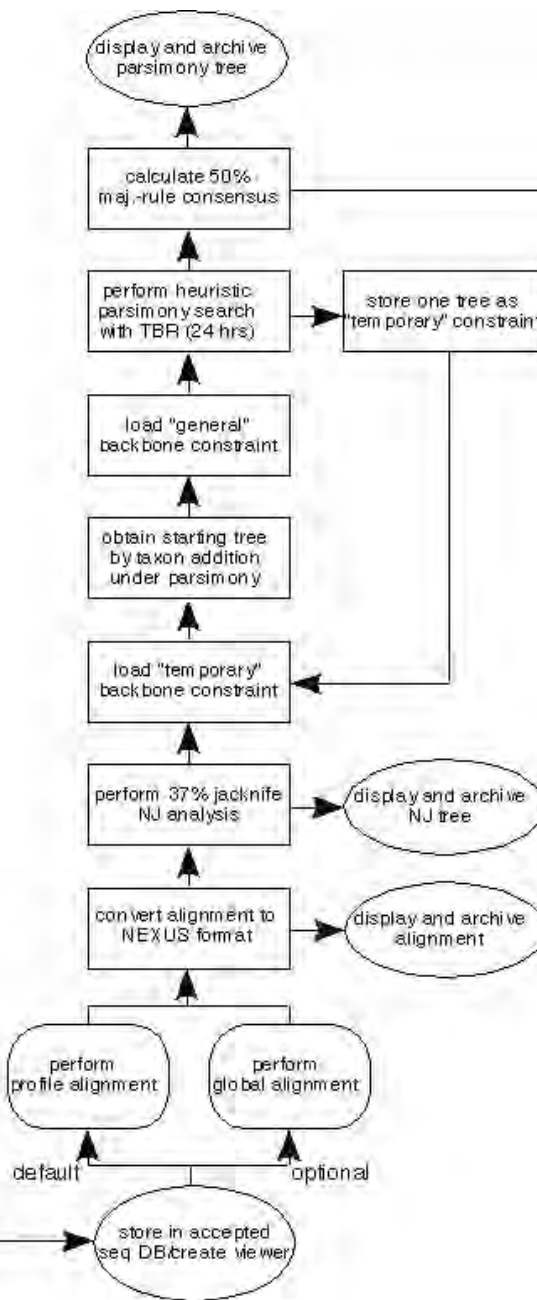 display and archive
parsimony tree
calculate 50%
maj.-rule consensus
perform heuristic
parsimony search
with TBR (24 hrs)
store one tree as
"temporary" constraint
load "general"
backbone constraint
obtain starting tree
by taxon addition
under parsimony
load "temporary"
backbone constraint
perform 37% jacknife
NJ analysis
display and archive
NJ tree
convert alignment to
NEXUS format
display and archive
alignment
perform
profile alignment
perform
global alignment
default
optional
store in accepted
seq DB/create viewer